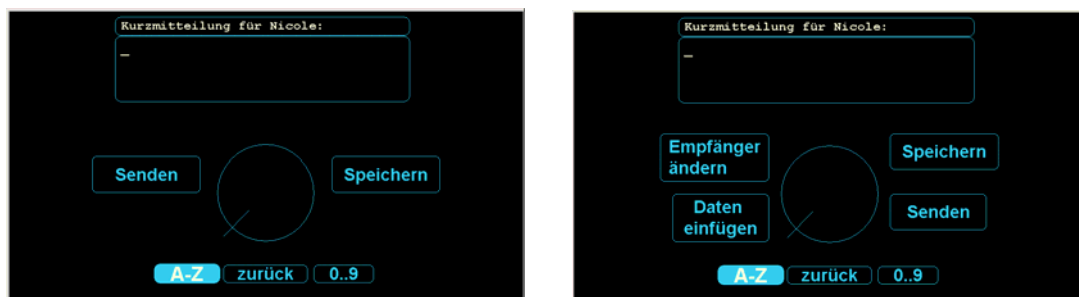 Kurzmitteilung für Nicole:
_
Senden
Speichern
A-Z zurück 0..9
Kurzmitteilung für Nicole:
_
Empfänger
ändern
Speichern
Daten
einfügen
Senden
A-Z zurück 0..9